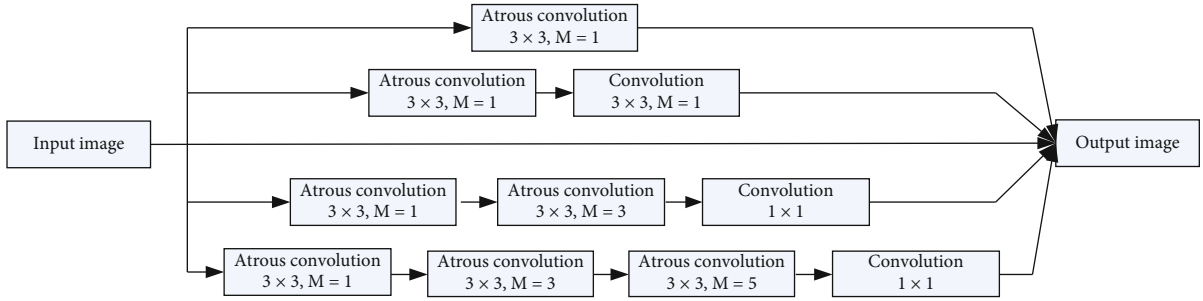 Atrous convolution
3 × 3, M = 1
Atrous convolution
3 × 3, M = 1
Convolution
3 × 3, M = 1
Input image
Output image
Atrous convolution
3 × 3, M = 1
Atrous convolution
3 × 3, M = 3
Convolution
1 × 1
Atrous convolution
3 × 3, M = 1
Atrous convolution
3 × 3, M = 3
Atrous convolution
3 × 3, M = 5
Convolution
1 × 1